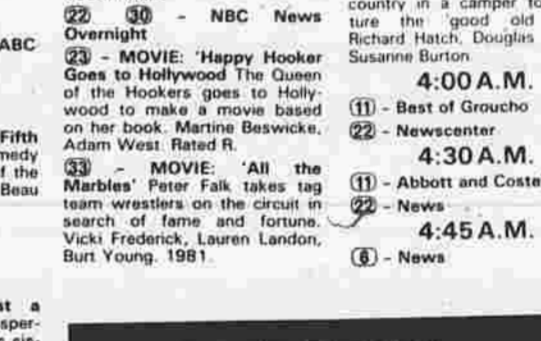 ABC
Fifth
medy
f the
Beau
st a
sper-
22 30 - NBC News
Overnight
23 - MOVIE: 'Happy Hooker
Goes to Hollywood The Queen
of the Hookers goes to Holly-
wood to make a movie based
on her book. Martine Beswicke,
Adam West. Rated R.
33 - MOVIE: 'All the
Marbles' Peter Falk takes tag
team wrestlers on the circuit in
search of fame and fortune.
Vicki Frederick, Lauren Landon,
Burt Young. 1981.
country in a camper to
ture the 'good old
Richard Hatch, Douglas
Susanne Burton
4:00 A.M.
11 - Best of Groucho
22 - Newscenter
4:30 A.M.
11 - Abbott and Coste
22 - News
4:45 A.M.
6 - News